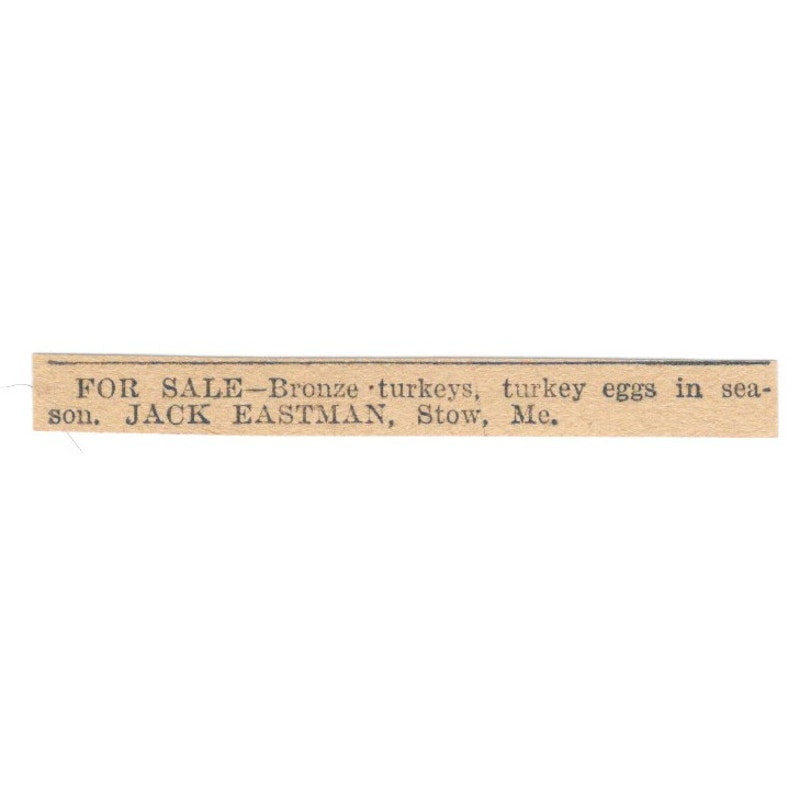 FOR SALE—Bronze turkeys, turkey eggs in sea-
son. JACK EASTMAN, Stow, Me.